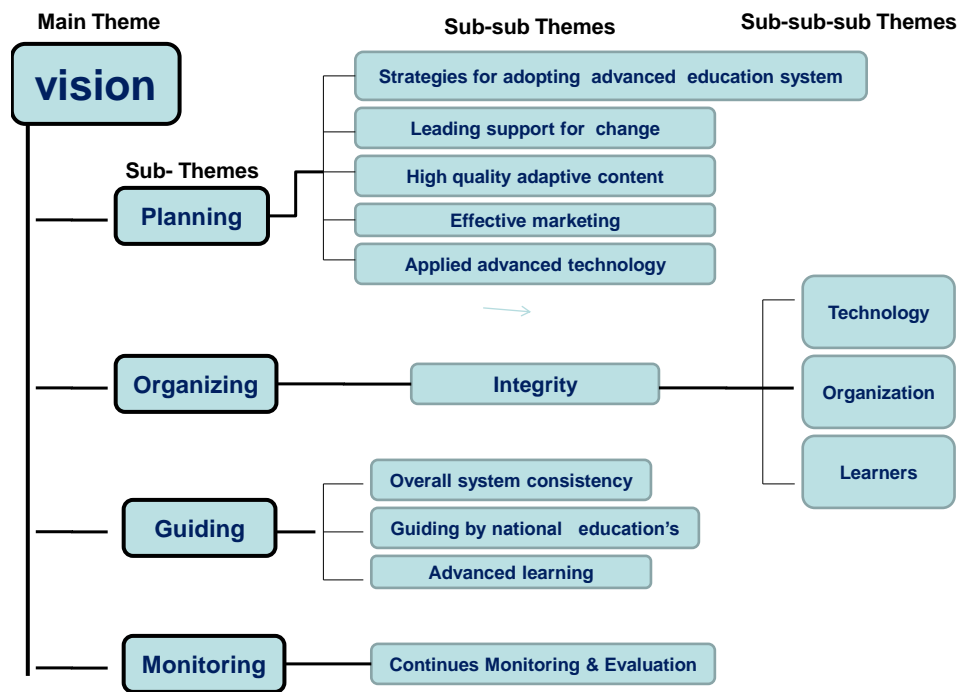 Main Theme
Sub-sub Themes
Sub-sub-sub Themes
vision
Strategies for adopting advanced education system
Leading support for change
Sub- Themes
High quality adaptive content
Planning
Effective marketing
Applied advanced technology
Technology
Organizing
Integrity
Organization
Learners
Overall system consistency
Guiding
Guiding by national education’s
Advanced learning
Monitoring
Continues Monitoring & Evaluation